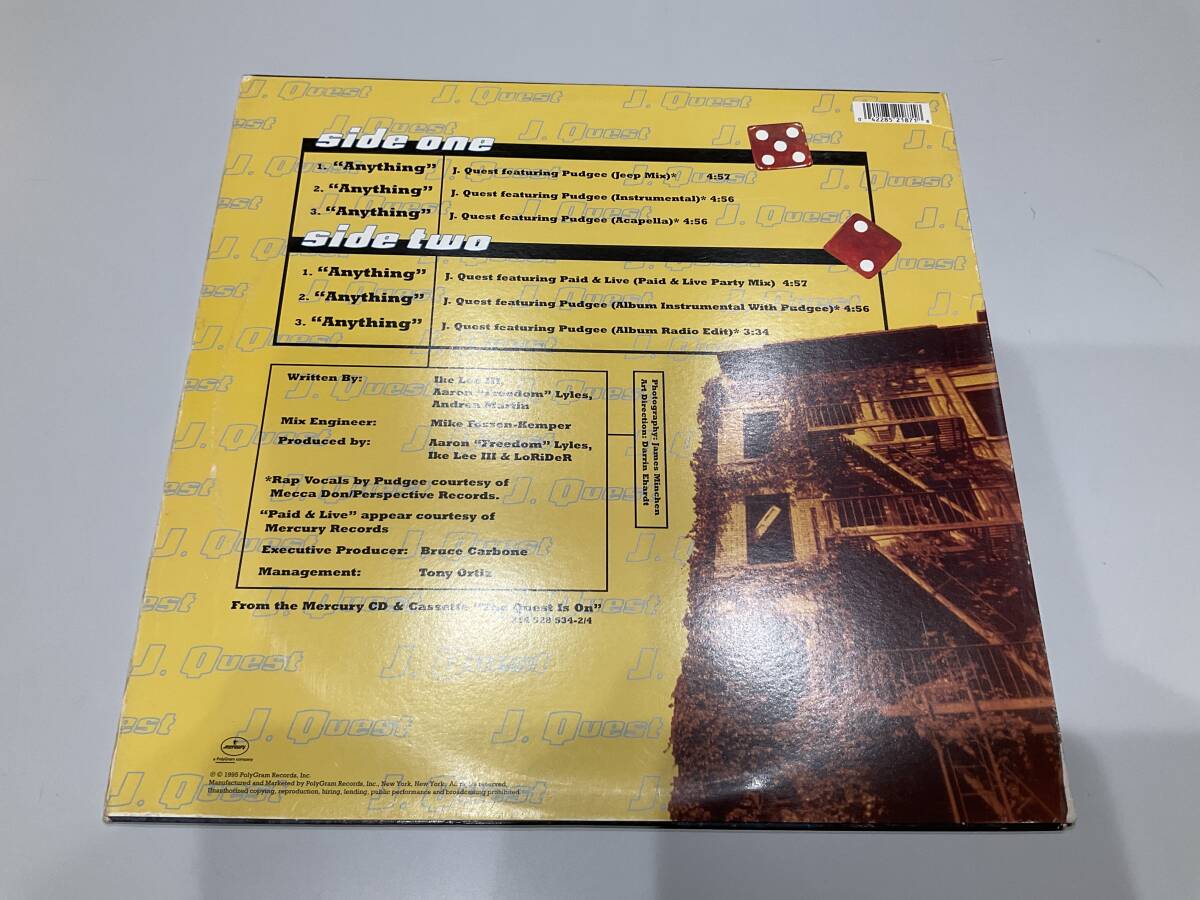 J. Quest
side one
1. “Anything” J. Quest featuring Pudgee (Jeep Mix)* 4:57
2. “Anything” J. Quest featuring Pudgee (Instrumental)* 4:56
3. “Anything” J. Quest featuring Pudgee (Acapella)* 4:56
side two
1. “Anything” J. Quest featuring Paid & Live (Paid & Live Party Mix) 4:57
2. “Anything” J. Quest featuring Pudgee (Album Instrumental With Pudgee)* 4:56
3. “Anything” J. Quest featuring Pudgee (Album Radio Edit)* 3:34
Written By: Ike Lee III,
Aaron “Freedom” Lyles,
Andrea Martin
Mix Engineer: Mike Fossen-Kemper
Produced by: Aaron “Freedom” Lyles,
Ike Lee III & LoRiDeR
*Rap Vocals by Pudgee courtesy of
Mecca Don/Perspective Records.
“Paid & Live” appear courtesy of
Mercury Records
Executive Producer: Bruce Carbone
Management: Tony Ortiz
Photography: James Minchen
Art Direction: Darrin Ehardt
From the Mercury CD & Cassette “The Quest Is On”
314 528 534-2/4
mercury
a PolyGram company
℗ © 1995 PolyGram Records, Inc.
Manufactured and Marketed by PolyGram Records, Inc., New York, New York, All rights reserved.
Unauthorized copying, reproduction, hiring, lending, public performance and broadcasting prohibited.
0 42285 21871 8